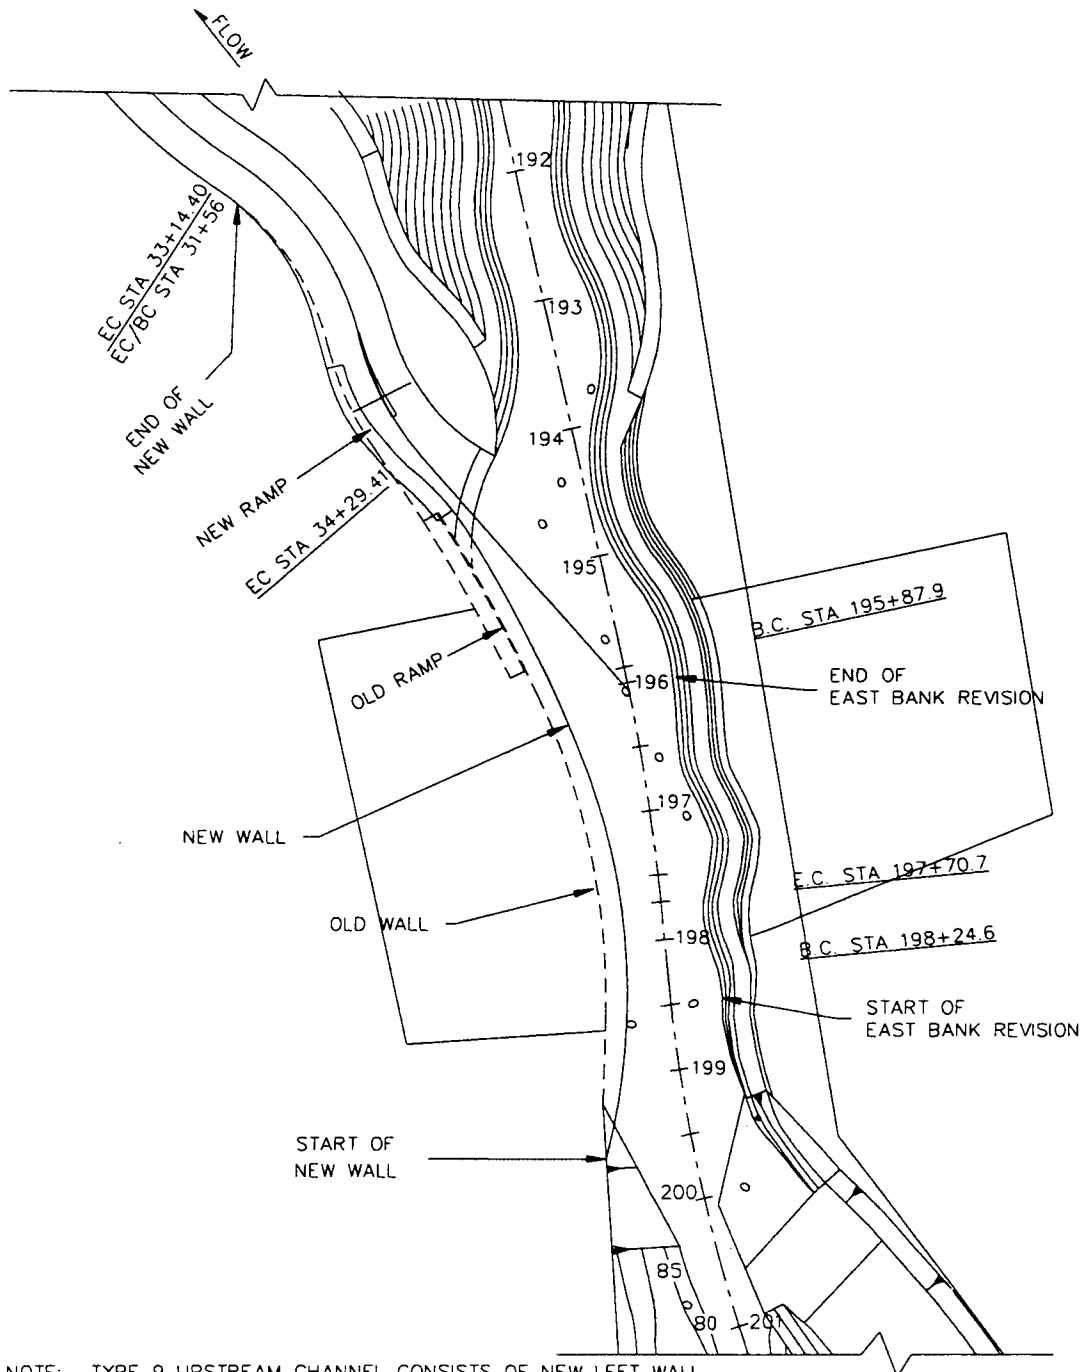 FLOW
192
EC STA 33+14.40
EC/BC STA 31+56
193
END OF
NEW WALL
194
NEW RAMP
EC STA 34+29.41
195
B.C. STA 195+87.9
OLD RAMP
196
END OF
EAST BANK REVISION
197
NEW WALL
E.C. STA 197+70.7
OLD WALL
198
B.C. STA 198+24.6
START OF
EAST BANK REVISION
199
START OF
NEW WALL
200
85
80
201
NOTE: TYPE 9 UPSTREAM CHANNEL CONSISTS OF NEW LEFT WALL